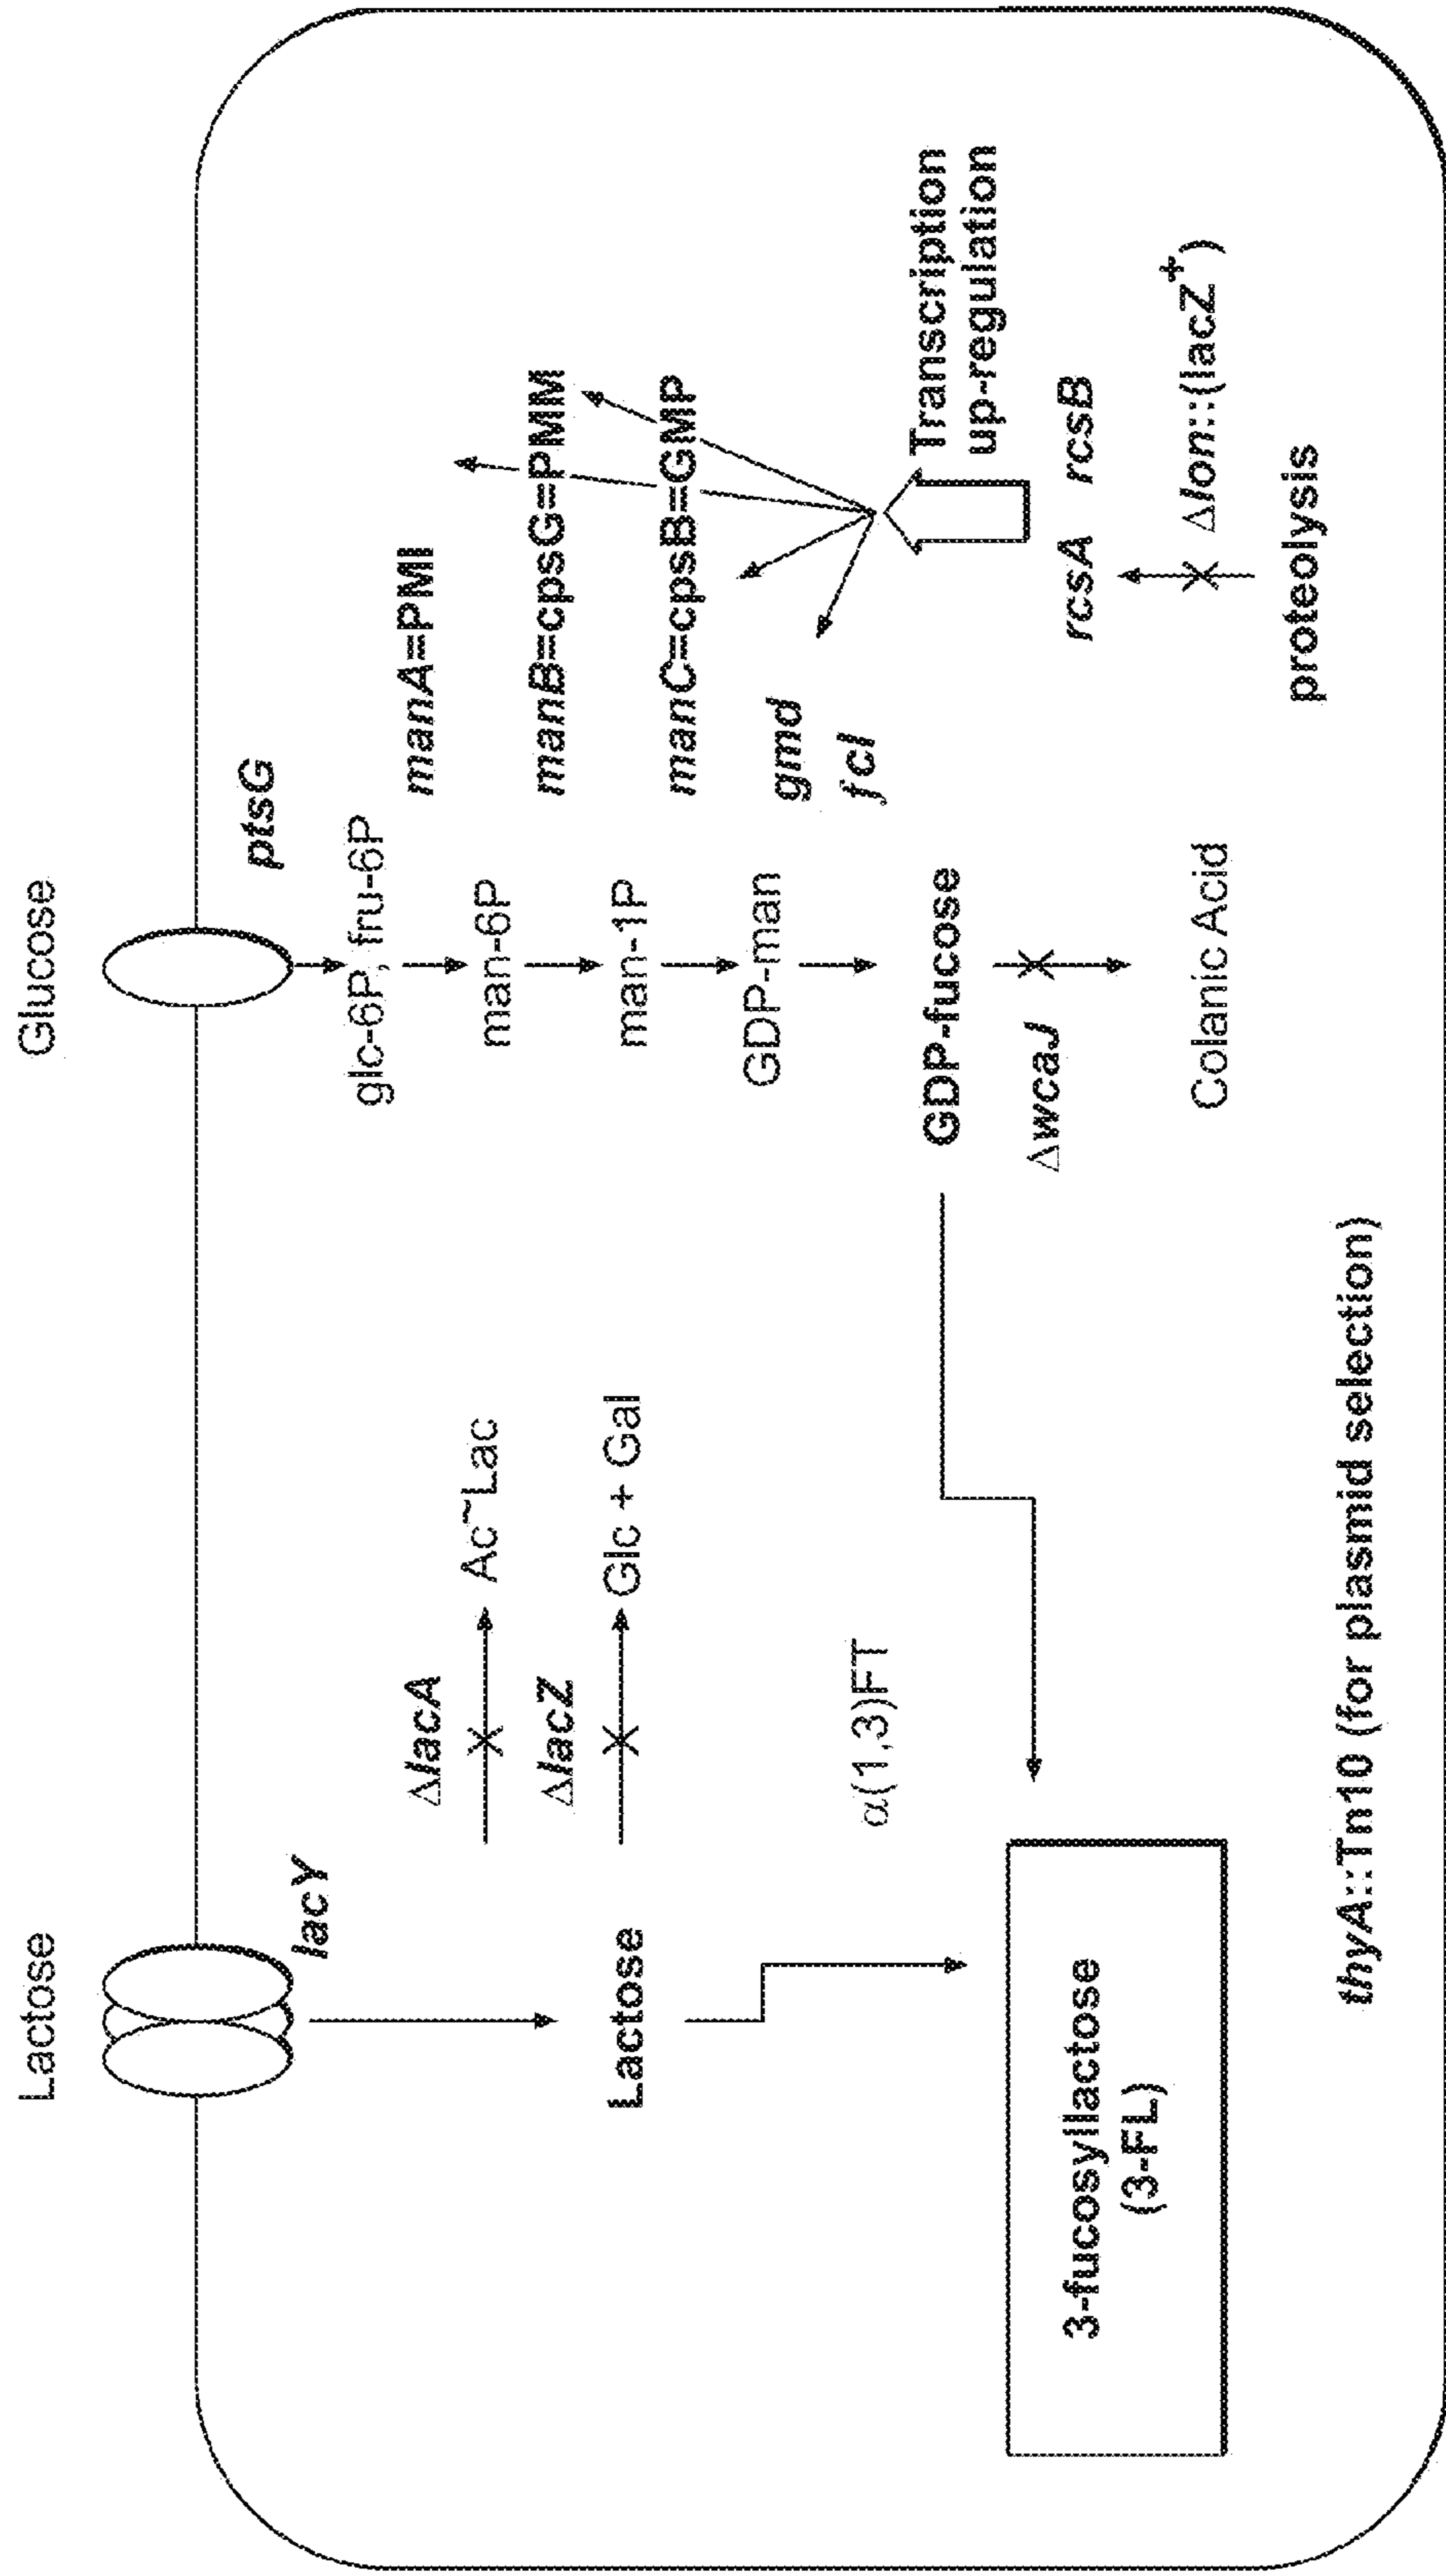 Lactose
Glucose
lacY
ptsG
ΔlacA
Ac~Lac
ΔlacZ
Lactose
Glc + Gal
glc-6P, fru-6P
manA=PMI
man-6P
manB=cpsG=PMM
man-1P
manC=cpsB=GMP
GDP-man
gmd
fcl
α(1,3)FT
GDP-fucose
Transcription
up-regulation
ΔwcaJ
rcsA rcsB
3-fucosyllactose
(3-FL)
Colanic Acid
Δlon::(lacZ+)
proteolysis
thyA::Tn10 (for plasmid selection)